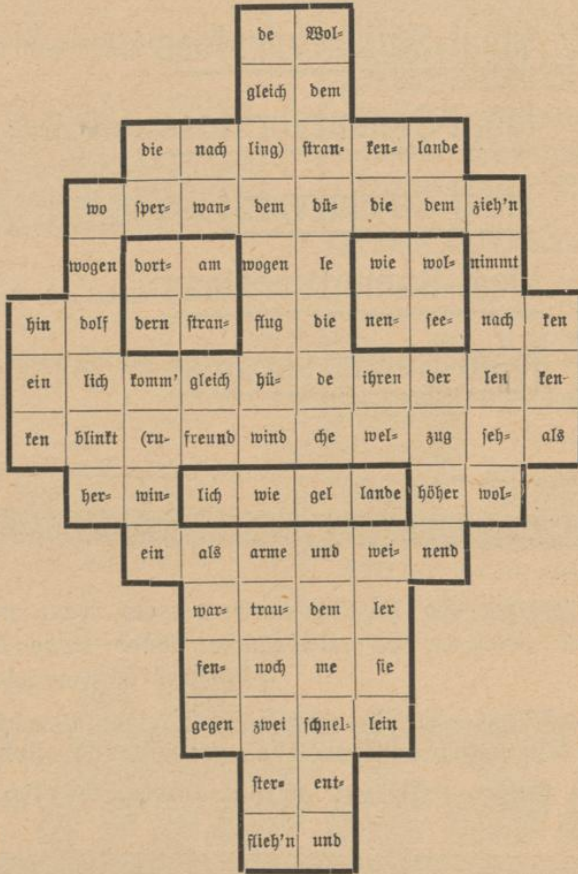 de Wol-
gleich dem
die nach ling) stran- ken- lande
wo sper- wan- dem dü- die dem zieh'n
wogen dort- am wogen le wie wol- nimmt
hin dolf bern stran- flug die nen- see- nach ken
ein lich komm' gleich hü- de ihren der len ken-
ken blinkt (ru- freund wind che wel- zug seh- als
her- win- lich wie gel lande höher wol-
ein als arme und wei- nend
war- trau- dem ler
fen- noch me sie
gegen zwei schnel- lein
ster- ent-
flieh'n und